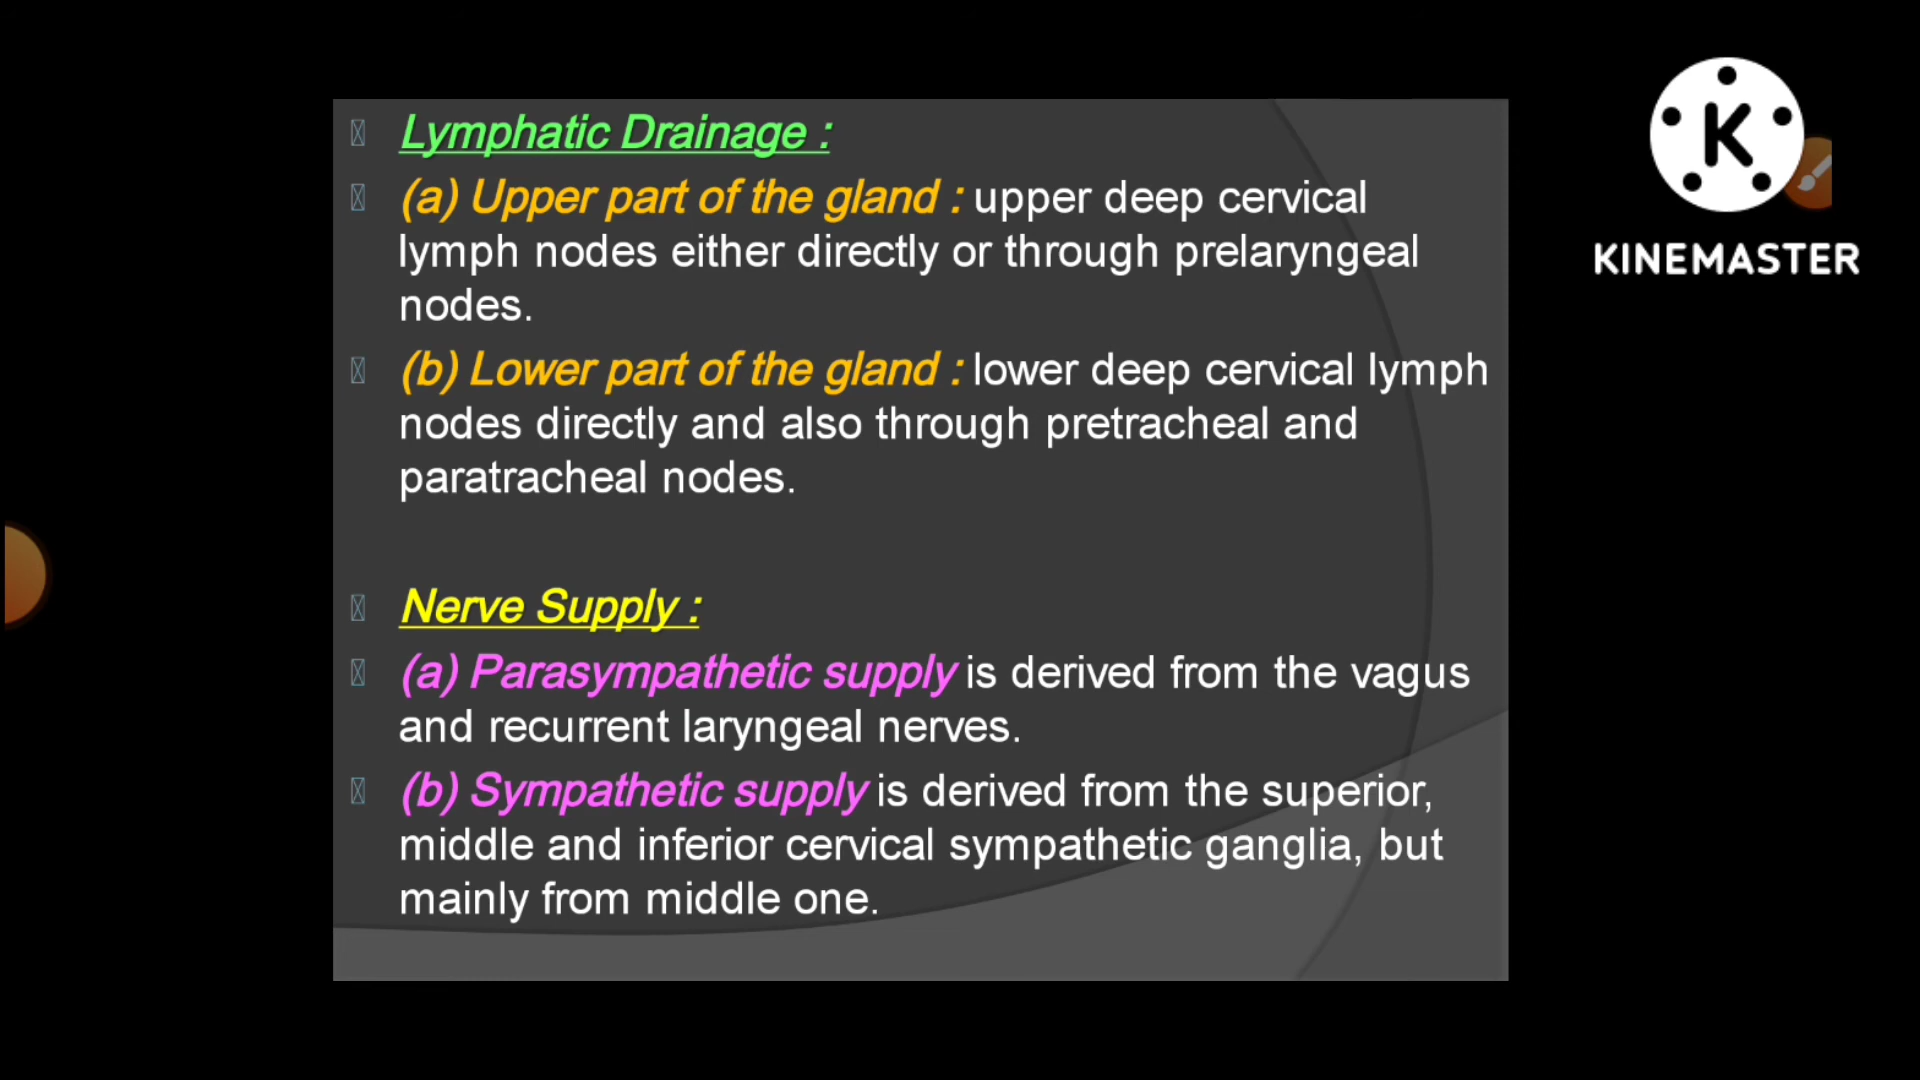 Lymphatic Drainage :
(a) Upper part of the gland : upper deep cervical
lymph nodes either directly or through prelaryngeal
nodes.
(b) Lower part of the gland : lower deep cervical lymph
nodes directly and also through pretracheal and
paratracheal nodes.
Nerve Supply :
(a) Parasympathetic supply is derived from the vagus
and recurrent laryngeal nerves.
(b) Sympathetic supply is derived from the superior,
middle and inferior cervical sympathetic ganglia, but
mainly from middle one.
K
KINEMASTER